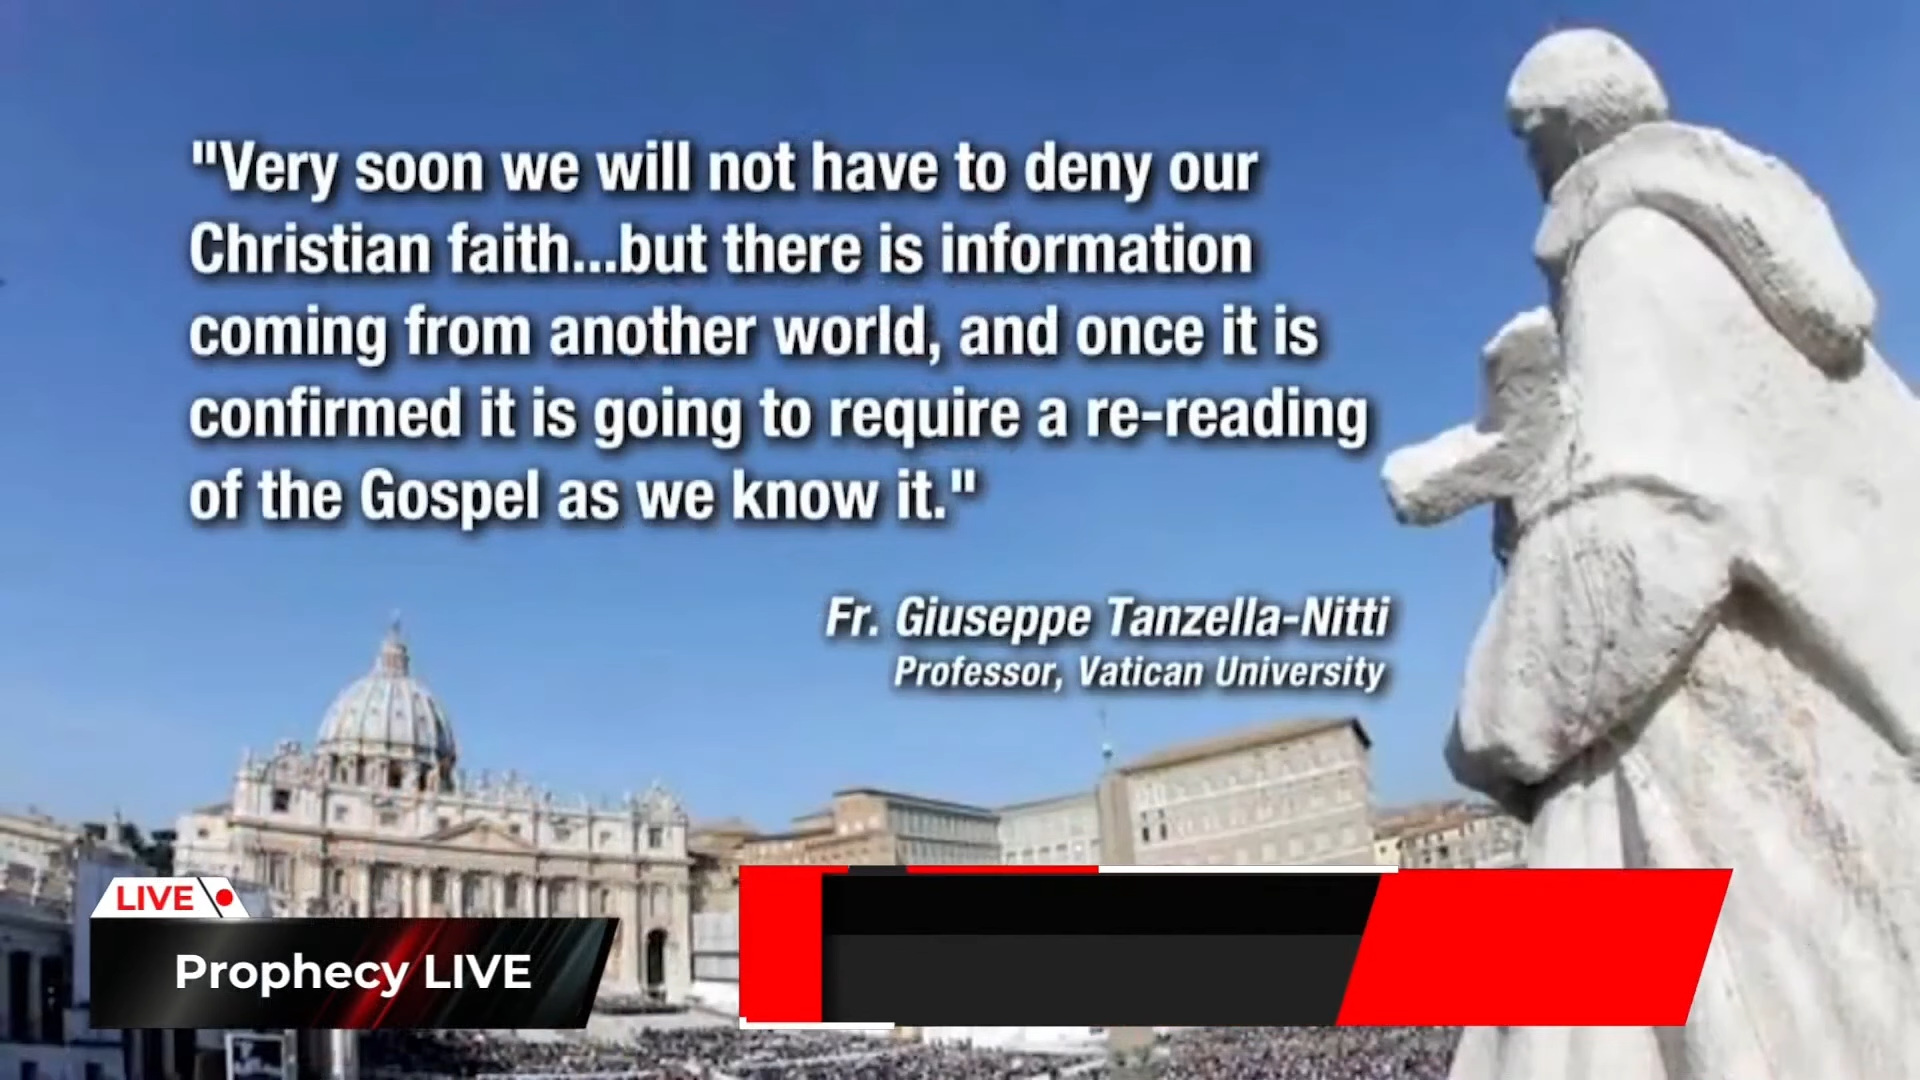 "Very soon we will not have to deny our
Christian faith...but there is information
coming from another world, and once it is
confirmed it is going to require a re-reading
of the Gospel as we know it."
Fr. Giuseppe Tanzella-Nitti
Professor, Vatican University
LIVE
Prophecy LIVE